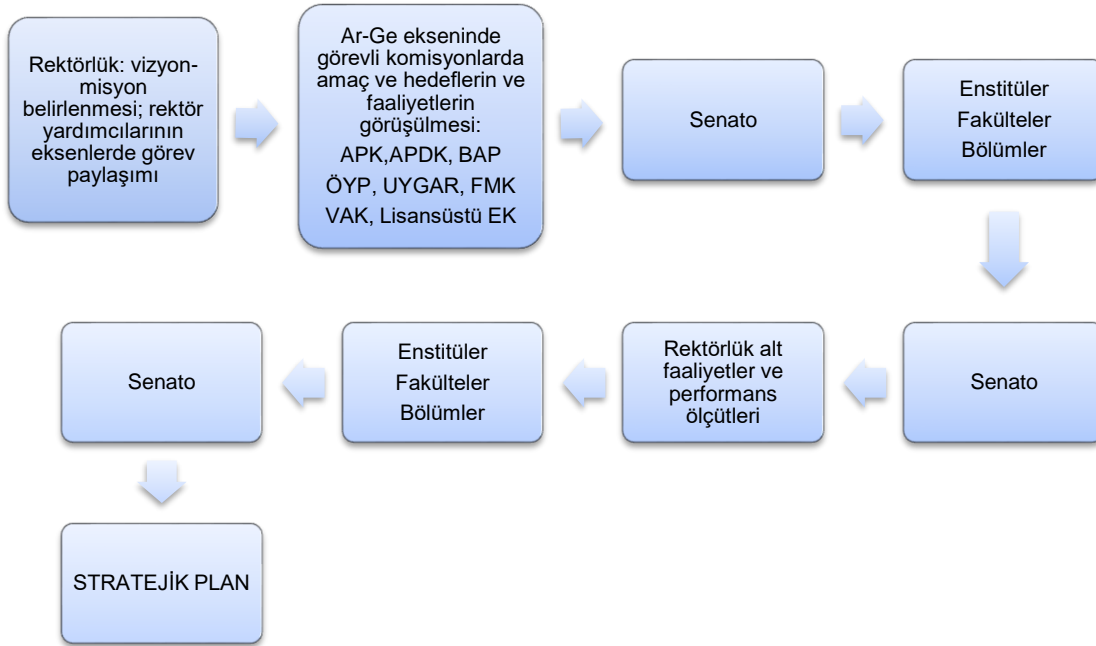 Rektörlük: vizyon-
misyon
belirlenmesi; rektör
yardımcılarının
eksenlerde görev
paylaşımı
Ar-Ge ekseninde
görevli komisyonlarda
amaç ve hedeflerin ve
faaliyetlerin
görüşülmesi:
APK,APDK, BAP
ÖYP, UYGAR, FMK
VAK, Lisansüstü EK
Senato
Enstitüler
Fakülteler
Bölümler
Senato
Rektörlük alt
faaliyetler ve
performans
ölçütleri
Enstitüler
Fakülteler
Bölümler
Senato
STRATEJİK PLAN